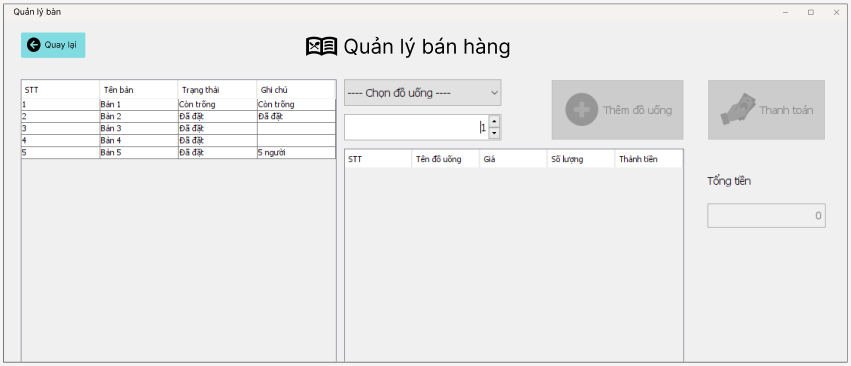 Quản lý bàn
Quay lại
Quản lý bán hàng
STT Tên bàn Trạng thái Ghi chú
1 Bàn 1 Còn trống Còn trống
2 Bàn 2 Đã đặt Đã đặt
3 Bàn 3 Đã đặt
4 Bàn 4 Đã đặt
5 Bàn 5 Đã đặt 5 người
---- Chọn đồ uống ----
1
Thêm đồ uống
Thanh toán
STT Tên đồ uống Giá Số lượng Thành tiền
Tổng tiền
0